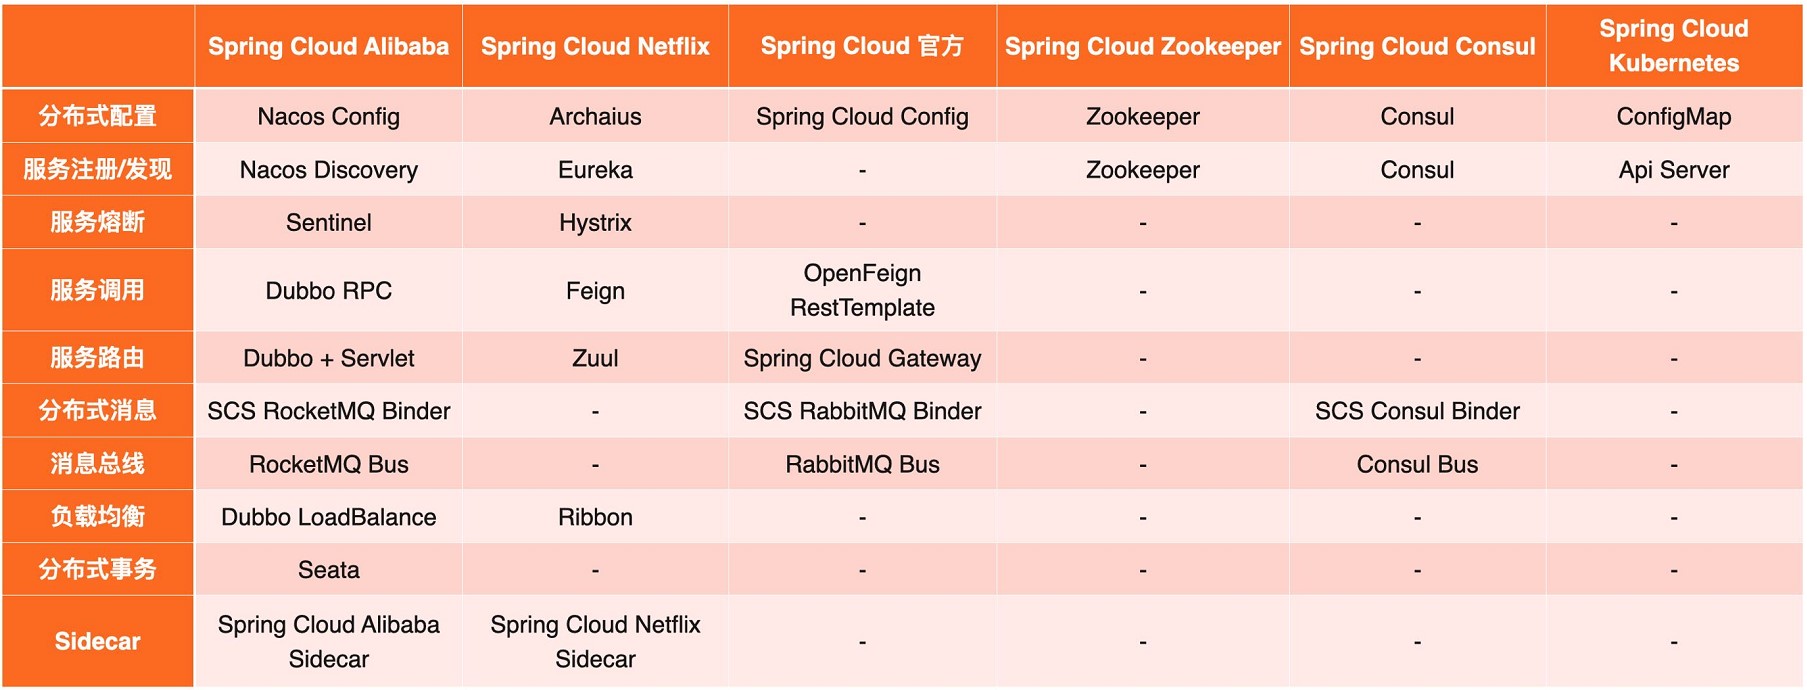 Spring Cloud Alibaba Spring Cloud Netflix Spring Cloud 官方 Spring Cloud Zookeeper Spring Cloud Consul Spring Cloud
Kubernetes
分布式配置 Nacos Config Archaius Spring Cloud Config Zookeeper Consul ConfigMap
服务注册/发现 Nacos Discovery Eureka - Zookeeper Consul Api Server
服务熔断 Sentinel Hystrix - - - -
服务调用 Dubbo RPC Feign OpenFeign
RestTemplate - - -
服务路由 Dubbo + Servlet Zuul Spring Cloud Gateway - - -
分布式消息 SCS RocketMQ Binder - SCS RabbitMQ Binder - SCS Consul Binder -
消息总线 RocketMQ Bus - RabbitMQ Bus - Consul Bus -
负载均衡 Dubbo LoadBalance Ribbon - - - -
分布式事务 Seata - - - - -
Sidecar Spring Cloud Alibaba
Sidecar Spring Cloud Netflix
Sidecar - - - -